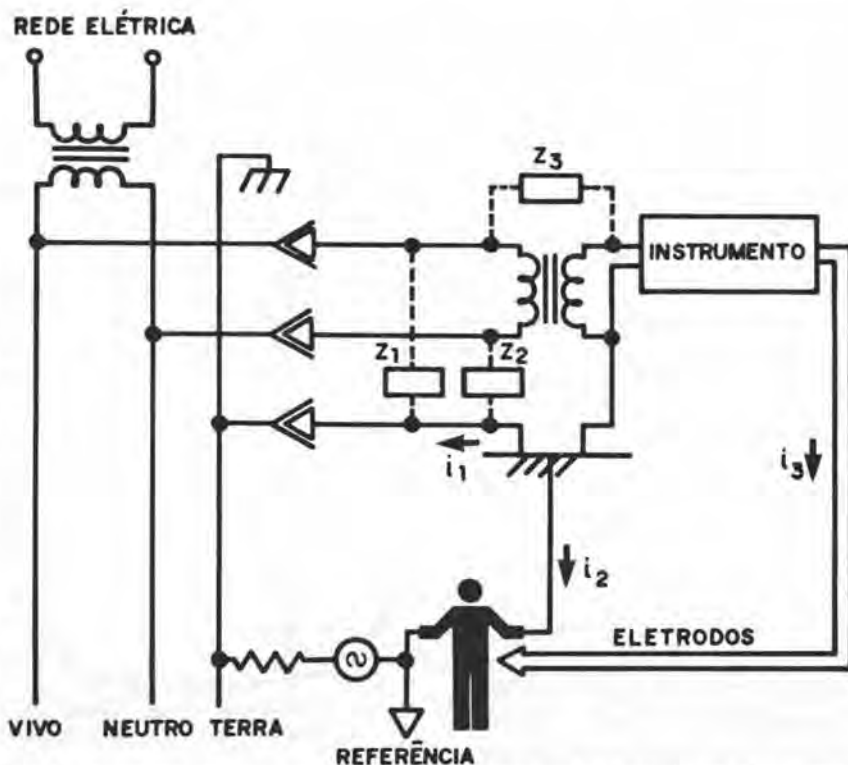 REDE ELÉTRICA
Z3
INSTRUMENTO
Z1
Z2
i1
i3
i2
ELETRODOS
VIVO
NEUTRO
TERRA
REFERÊNCIA